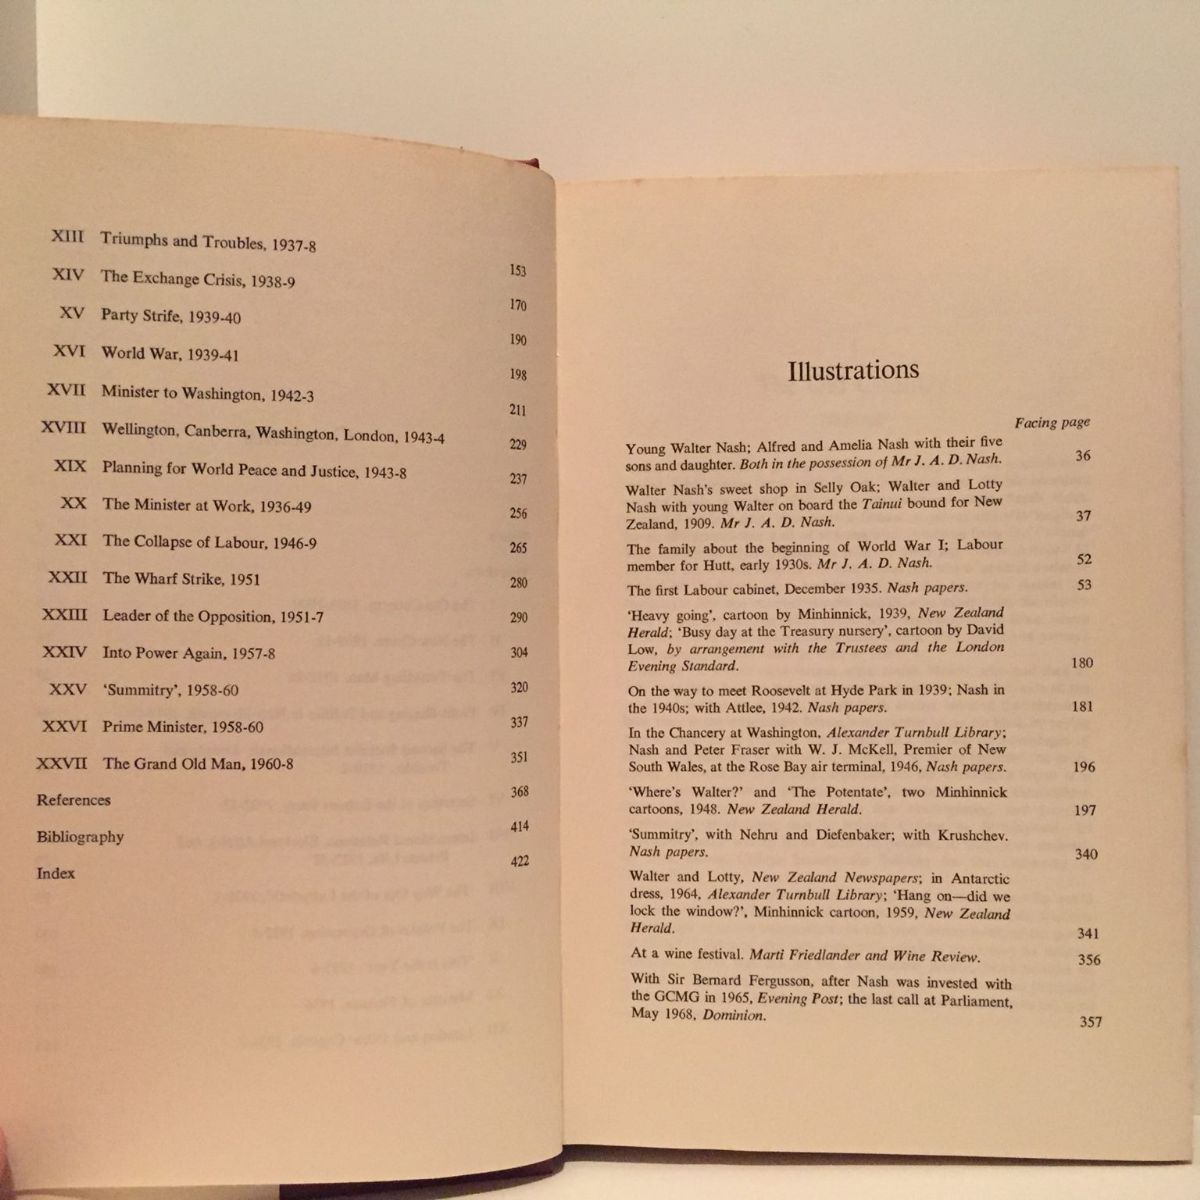 XIII Triumphs and Troubles, 1937-8 153
XIV The Exchange Crisis, 1938-9 170
XV Party Strife, 1939-40 190
XVI World War, 1939-41 198
XVII Minister to Washington, 1942-3 211
XVIII Wellington, Canberra, Washington, London, 1943-4 229
XIX Planning for World Peace and Justice, 1943-8 237
XX The Minister at Work, 1936-49 256
XXI The Collapse of Labour, 1946-9 265
XXII The Wharf Strike, 1951 280
XXIII Leader of the Opposition, 1951-7 290
XXIV Into Power Again, 1957-8 304
XXV ‘Summitry’, 1958-60 320
XXVI Prime Minister, 1958-60 337
XXVII The Grand Old Man, 1960-8 351
References 368
Bibliography 414
Index 422
Illustrations
Facing page
Young Walter Nash; Alfred and Amelia Nash with their five
sons and daughter. Both in the possession of Mr J. A. D. Nash. 36
Walter Nash’s sweet shop in Selly Oak; Walter and Lotty
Nash with young Walter on board the Tainui bound for New
Zealand, 1909. Mr J. A. D. Nash. 37
The family about the beginning of World War I; Labour
member for Hutt, early 1930s. Mr J. A. D. Nash. 52
The first Labour cabinet, December 1935. Nash papers. 53
‘Heavy going’, cartoon by Minhinnick, 1939, New Zealand
Herald; ‘Busy day at the Treasury nursery’, cartoon by David
Low, by arrangement with the Trustees and the London
Evening Standard. 180
On the way to meet Roosevelt at Hyde Park in 1939; Nash in
the 1940s; with Attlee, 1942. Nash papers. 181
In the Chancery at Washington, Alexander Turnbull Library;
Nash and Peter Fraser with W. J. McKell, Premier of New
South Wales, at the Rose Bay air terminal, 1946, Nash papers. 196
‘Where’s Walter?’ and ‘The Potentate’, two Minhinnick
cartoons, 1948. New Zealand Herald. 197
‘Summitry’, with Nehru and Diefenbaker; with Krushchev.
Nash papers. 340
Walter and Lotty, New Zealand Newspapers; in Antarctic
dress, 1964, Alexander Turnbull Library; ‘Hang on—did we
lock the window?’, Minhinnick cartoon, 1959, New Zealand
Herald. 341
At a wine festival. Marti Friedlander and Wine Review. 356
With Sir Bernard Fergusson, after Nash was invested with
the GCMG in 1965, Evening Post; the last call at Parliament,
May 1968, Dominion. 357